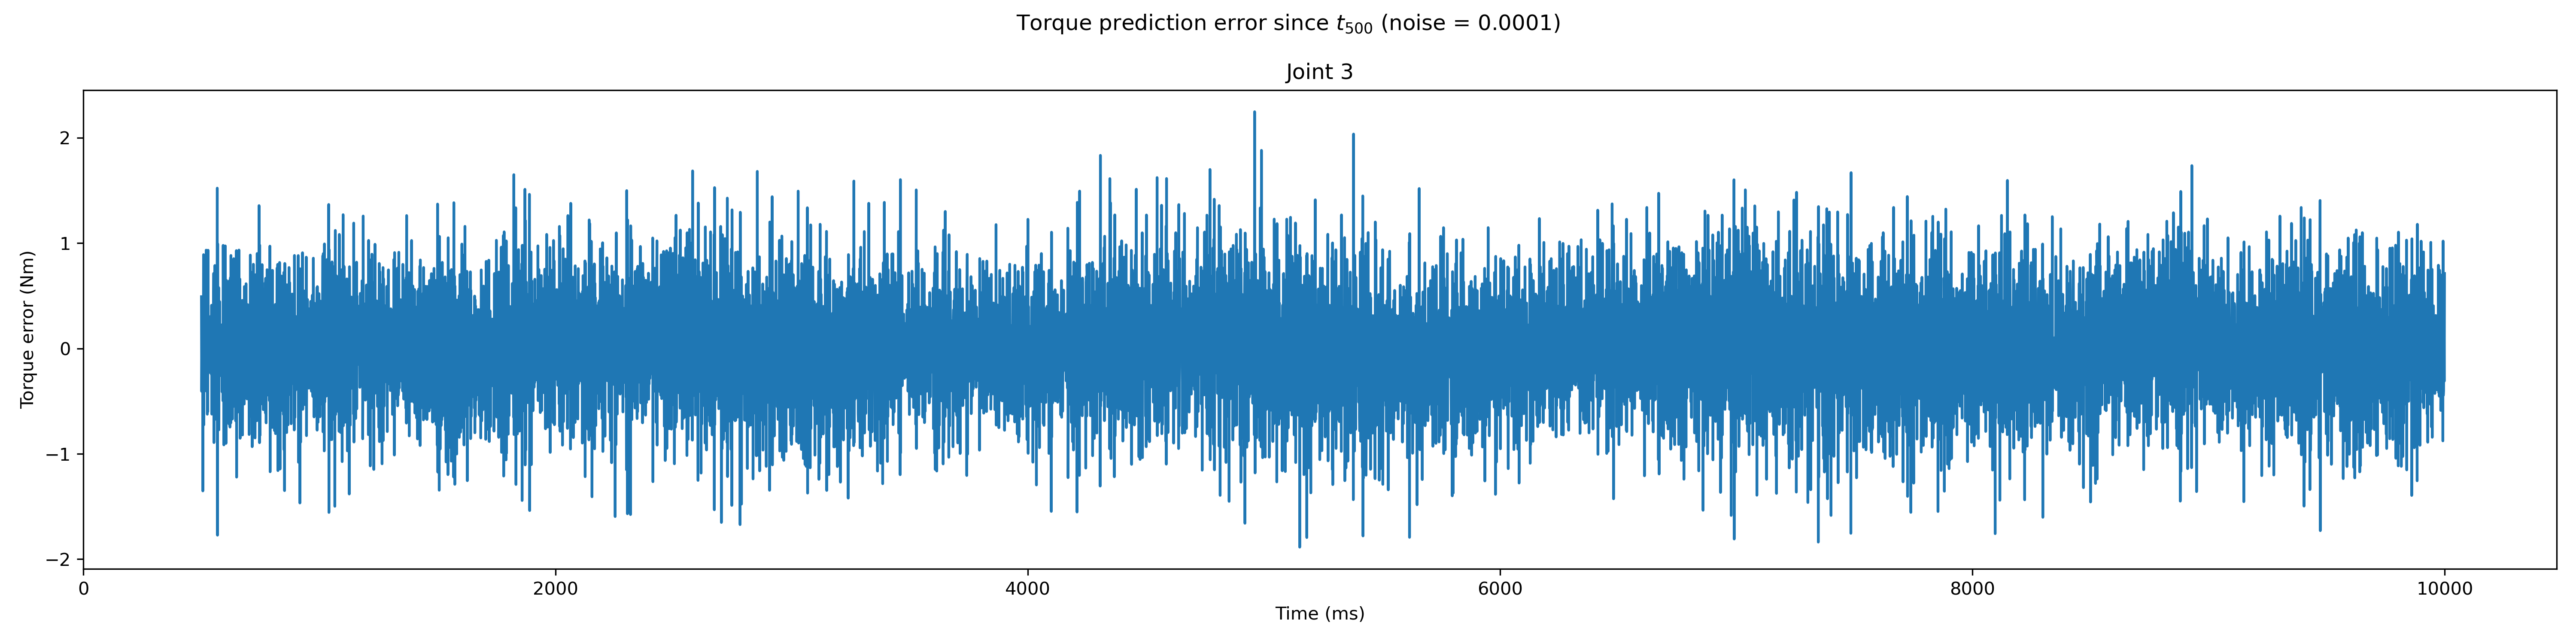 Torque prediction error since t500 (noise = 0.0001)
Joint 3
Torque error (Nm)
2
1
0
−1
−2
0 2000 4000 6000 8000 10000
Time (ms)